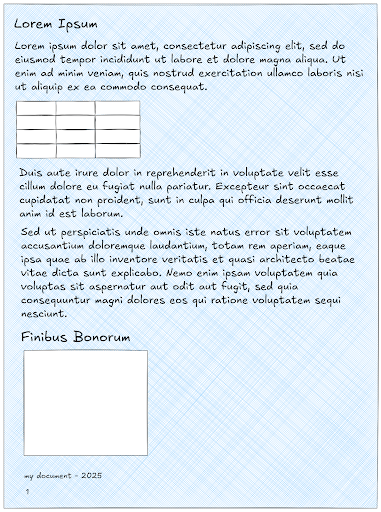 Lorem Ipsum
Lorem ipsum dolor sit amet, consectetur adipiscing elit, sed do
eiusmod tempor incididunt ut labore et dolore magna aliqua. Ut
enim ad minim veniam, quis nostrud exercitation ullamco laboris nisi
ut aliquip ex ea commodo consequat.
Duis aute irure dolor in reprehenderit in voluptate velit esse
cillum dolore eu fugiat nulla pariatur. Excepteur sint occaecat
cupidatat non proident, sunt in culpa qui officia deserunt mollit
anim id est laborum.
Sed ut perspiciatis unde omnis iste natus error sit voluptatem
accusantium doloremque laudantium, totam rem aperiam, eaque
ipsa quae ab illo inventore veritatis et quasi architecto beatae
vitae dicta sunt explicabo. Nemo enim ipsam voluptatem quia
voluptas sit aspernatur aut odit aut fugit, sed quia
consequuntur magni dolores eos qui ratione voluptatem sequi
nesciunt.
Finibus Bonorum
my document - 2025
1